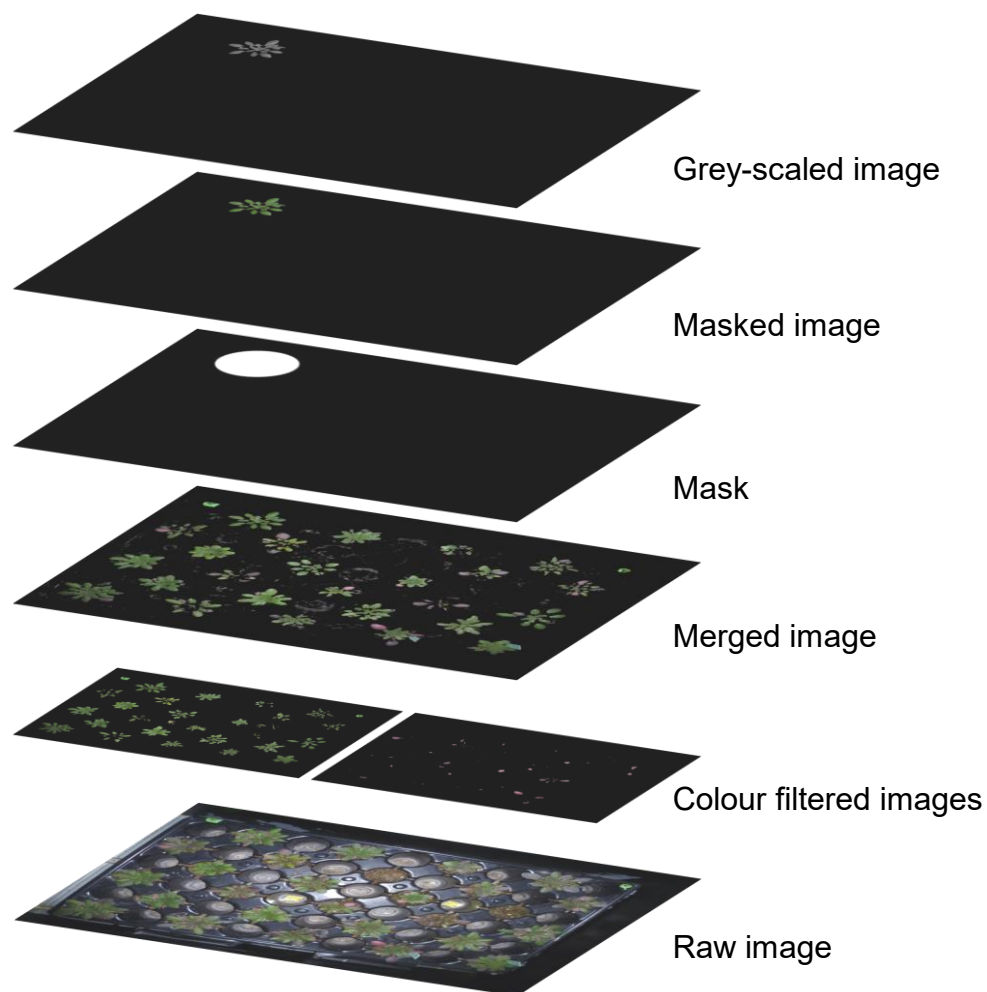 Grey-scaled image
Masked image
Mask
Merged image
Colour filtered images
Raw image